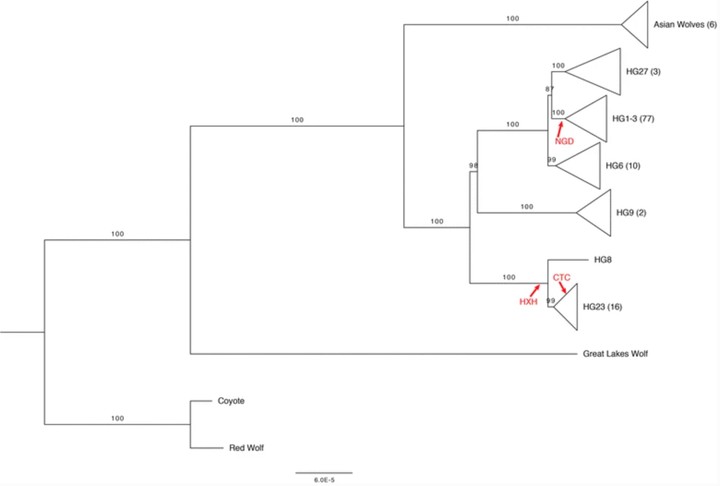 100
Asian Wolves (6)
100
HG27 (3)
87
100
HG1-3 (77)
NGD
100
100
99
HG6 (10)
98
100
HG9 (2)
100
HG8
100
CTC
HXH
99
HG23 (16)
100
Great Lakes Wolf
Coyote
100
Red Wolf
6.0E-5